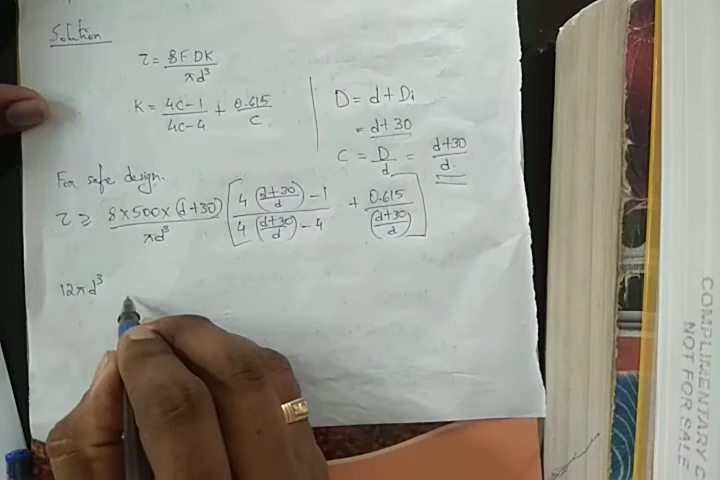 Solution
τ = 8FDK / πd³
K = 4C-1 / 4C-4 + 0.615 / C
D = d + Di
= d+30
C = D / d = d+30 / d.
For safe design.
τ ≥ 8×500×(d+30) / πd³ [ 4 (d+30 / d) - 1 / 4 (d+30 / d) - 4 + 0.615 / (d+30 / d) ]
12πd³
COMPLIMENTARY C
NOT FOR SALE